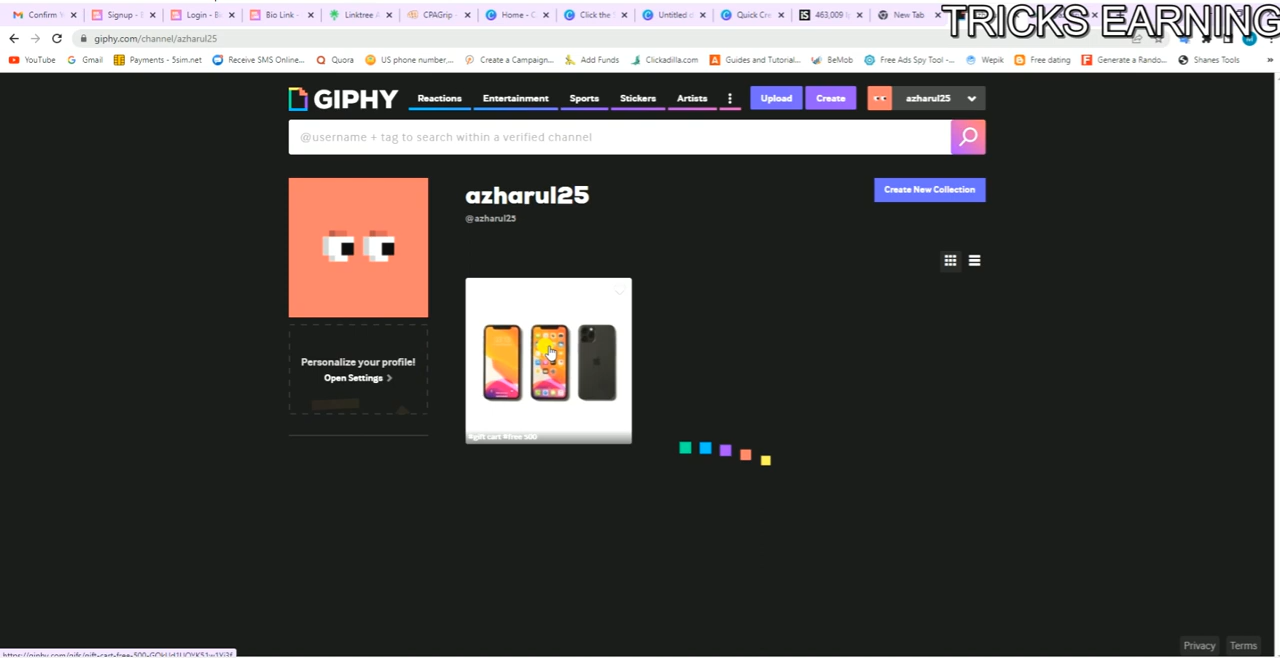 Confirm
Signup -
Login - B
Bio Link -
Linktree
CPAGrip -
Home - C
Click the
Untitled
Quick Cre
463,009
New Tab
TRICKS EARNING
giphy.com/channel/azharul25
YouTube
Gmail
Payments - 5sim.net
Receive SMS Online...
Quora
US phone number,...
Create a Campaign...
Add Funds
Clickadilla.com
Guides and Tutorial...
BeMob
Free Ads Spy Tool -...
Wepik
Free dating
Generate a Rando...
Shanes Tools
»
GIPHY
Reactions
Entertainment
Sports
Stickers
Artists
Upload
Create
azharul25
@username + tag to search within a verified channel
azharul25
@azharul25
Create New Collection
Personalize your profile!
Open Settings
#gift cart #free 500
Privacy
Terms